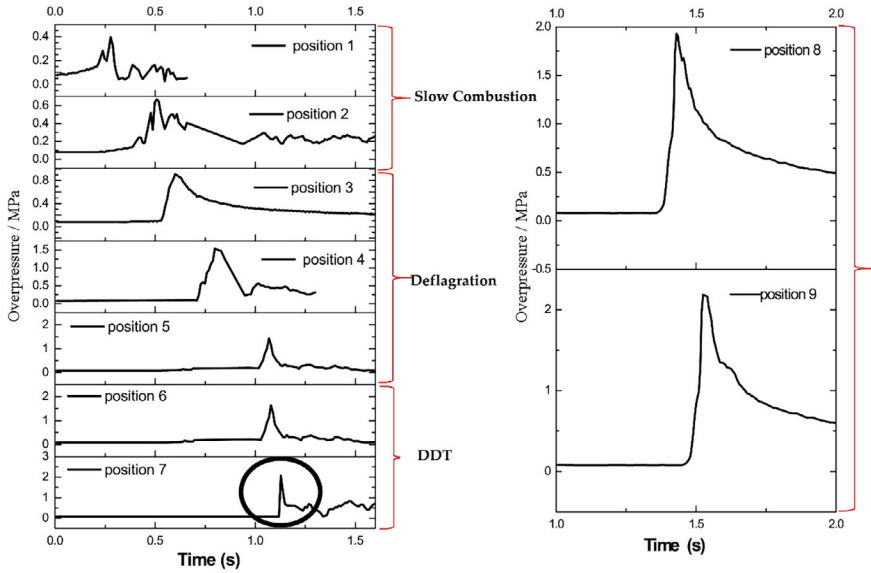 0.0 0.5 1.0 1.5
0.4
0.2
0.0
position 1
Slow Combustion
0.6
0.4
0.2
0.0
position 2
0.8
0.4
0.0
position 3
Deflagration
1.5
1.0
0.5
0.0
position 4
2
1
0
position 5
2
1
0
position 6
DDT
3
2
1
0
position 7
0.0 0.5 1.0 1.5
Time (s)
Overpressure / MPa
1.0 1.5 2.0
2.0
1.5
1.0
0.5
0.0
-0.5
position 8
2
1
0
position 9
1.0 1.5 2.0
Time (s)
Overpressure / MPa